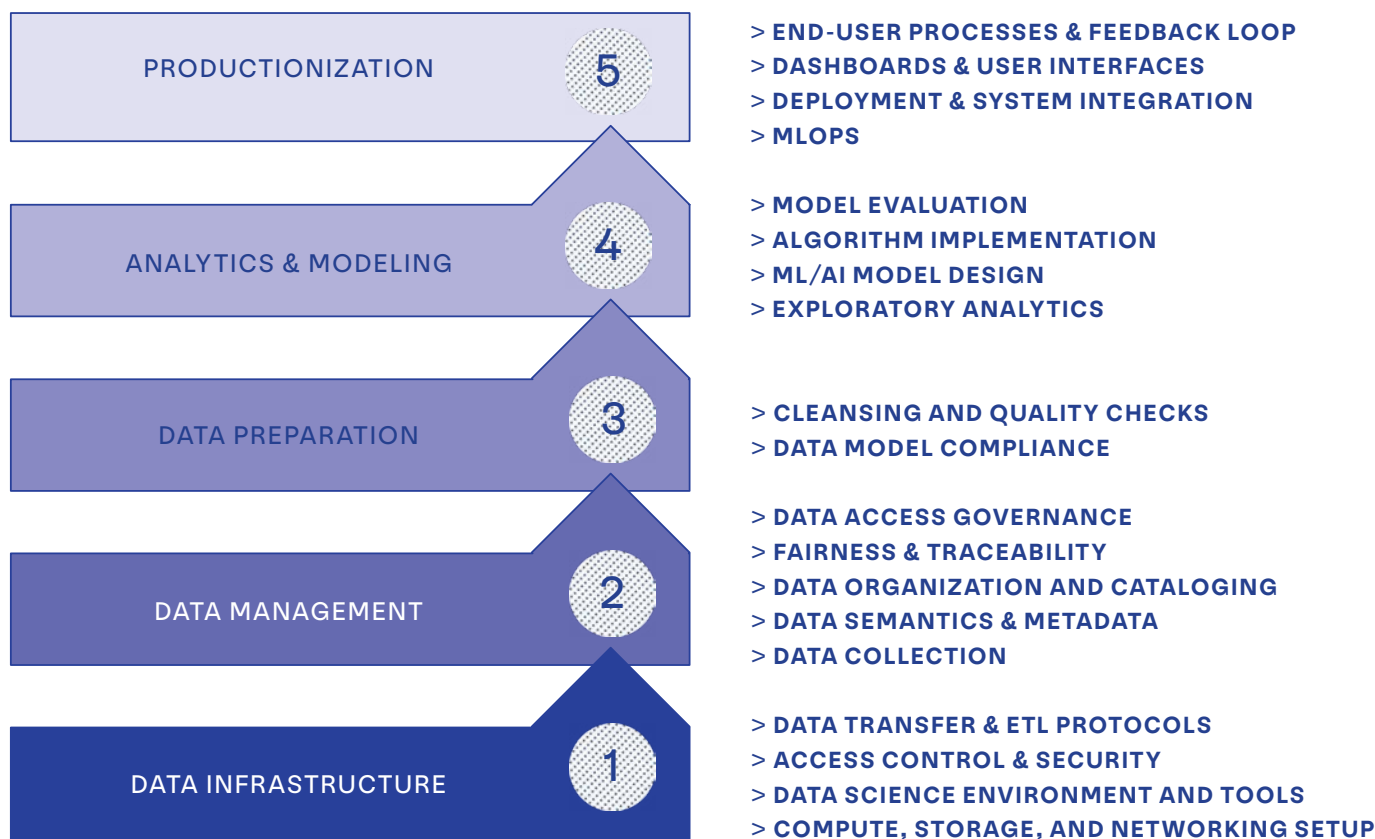 PRODUCTIONIZATION
5
> END-USER PROCESSES & FEEDBACK LOOP
> DASHBOARDS & USER INTERFACES
> DEPLOYMENT & SYSTEM INTEGRATION
> MLOPS
ANALYTICS & MODELING
4
> MODEL EVALUATION
> ALGORITHM IMPLEMENTATION
> ML/AI MODEL DESIGN
> EXPLORATORY ANALYTICS
DATA PREPARATION
3
> CLEANSING AND QUALITY CHECKS
> DATA MODEL COMPLIANCE
DATA MANAGEMENT
2
> DATA ACCESS GOVERNANCE
> FAIRNESS & TRACEABILITY
> DATA ORGANIZATION AND CATALOGING
> DATA SEMANTICS & METADATA
> DATA COLLECTION
DATA INFRASTRUCTURE
1
> DATA TRANSFER & ETL PROTOCOLS
> ACCESS CONTROL & SECURITY
> DATA SCIENCE ENVIRONMENT AND TOOLS
> COMPUTE, STORAGE, AND NETWORKING SETUP